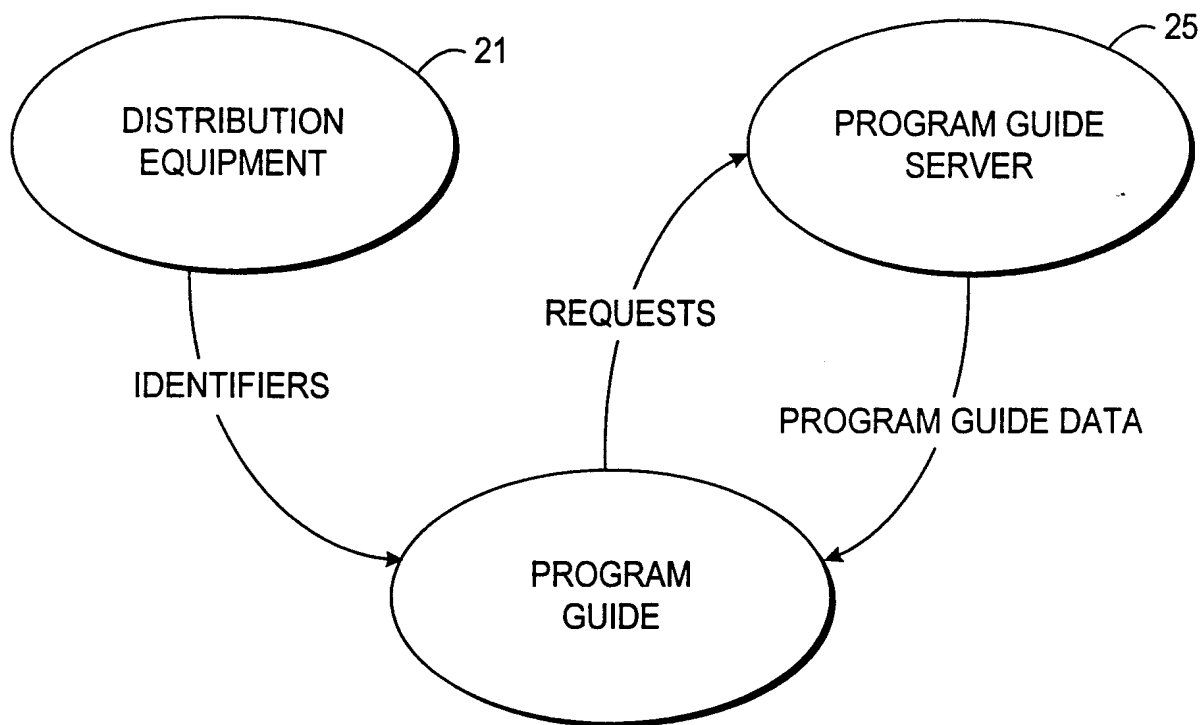 21
DISTRIBUTION
EQUIPMENT
25
PROGRAM GUIDE
SERVER
REQUESTS
IDENTIFIERS
PROGRAM GUIDE DATA
PROGRAM
GUIDE